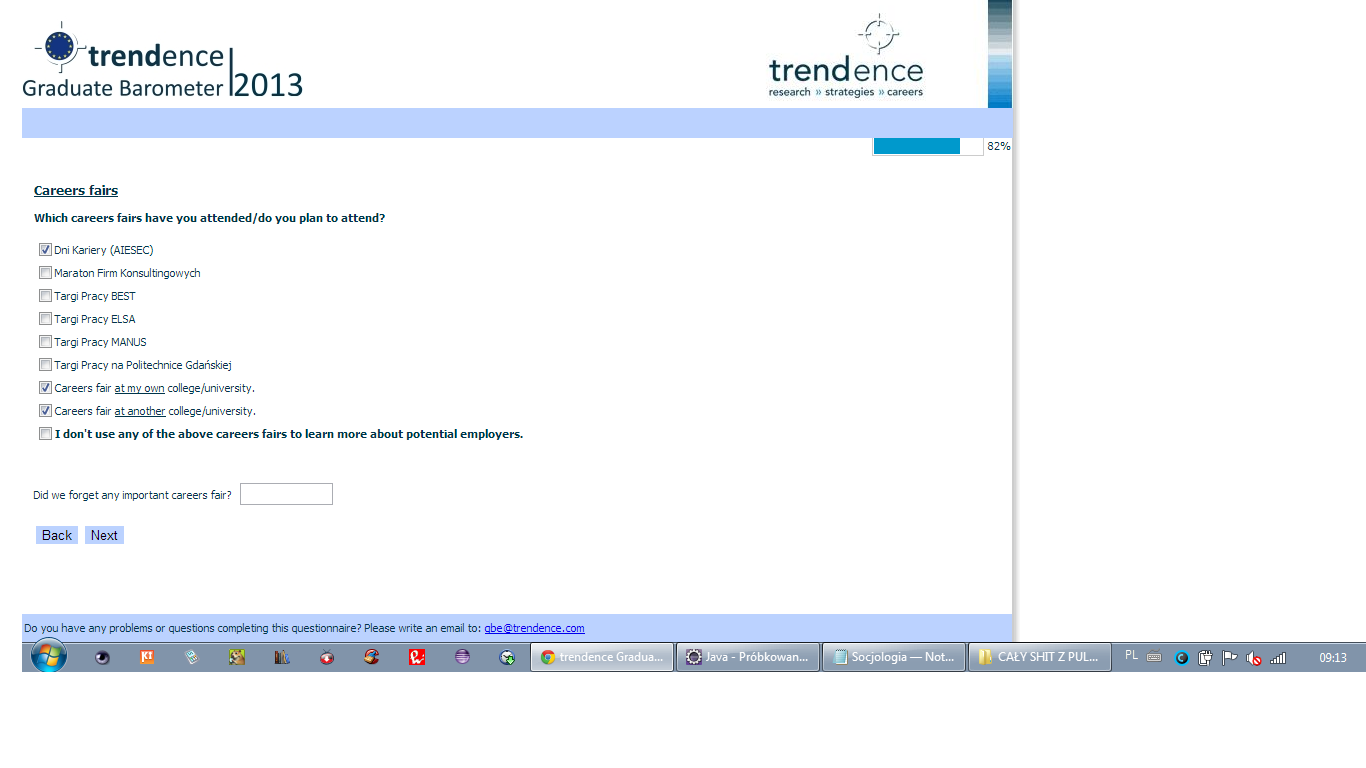 trendence
Graduate Barometer 2013
trendence
research » strategies » careers
82%
Careers fairs
Which careers fairs have you attended/do you plan to attend?
Dni Kariery (AIESEC)
Maraton Firm Konsultingowych
Targi Pracy BEST
Targi Pracy ELSA
Targi Pracy MANUS
Targi Pracy na Politechnice Gdańskiej
Careers fair at my own college/university.
Careers fair at another college/university.
I don't use any of the above careers fairs to learn more about potential employers.
Did we forget any important careers fair?
Back Next
Do you have any problems or questions completing this questionnaire? Please write an email to: gbe@trendence.com
KT trendence Gradua... Java - Próbkowan... Socjologia — Not... CAŁY SHIT Z PUL... PL 09:13